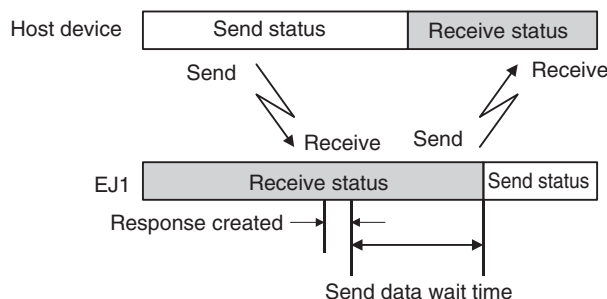 Host device
Send status
Receive status
Send
Receive
Receive
Send
EJ1
Receive status
Send status
Response created
Send data wait time